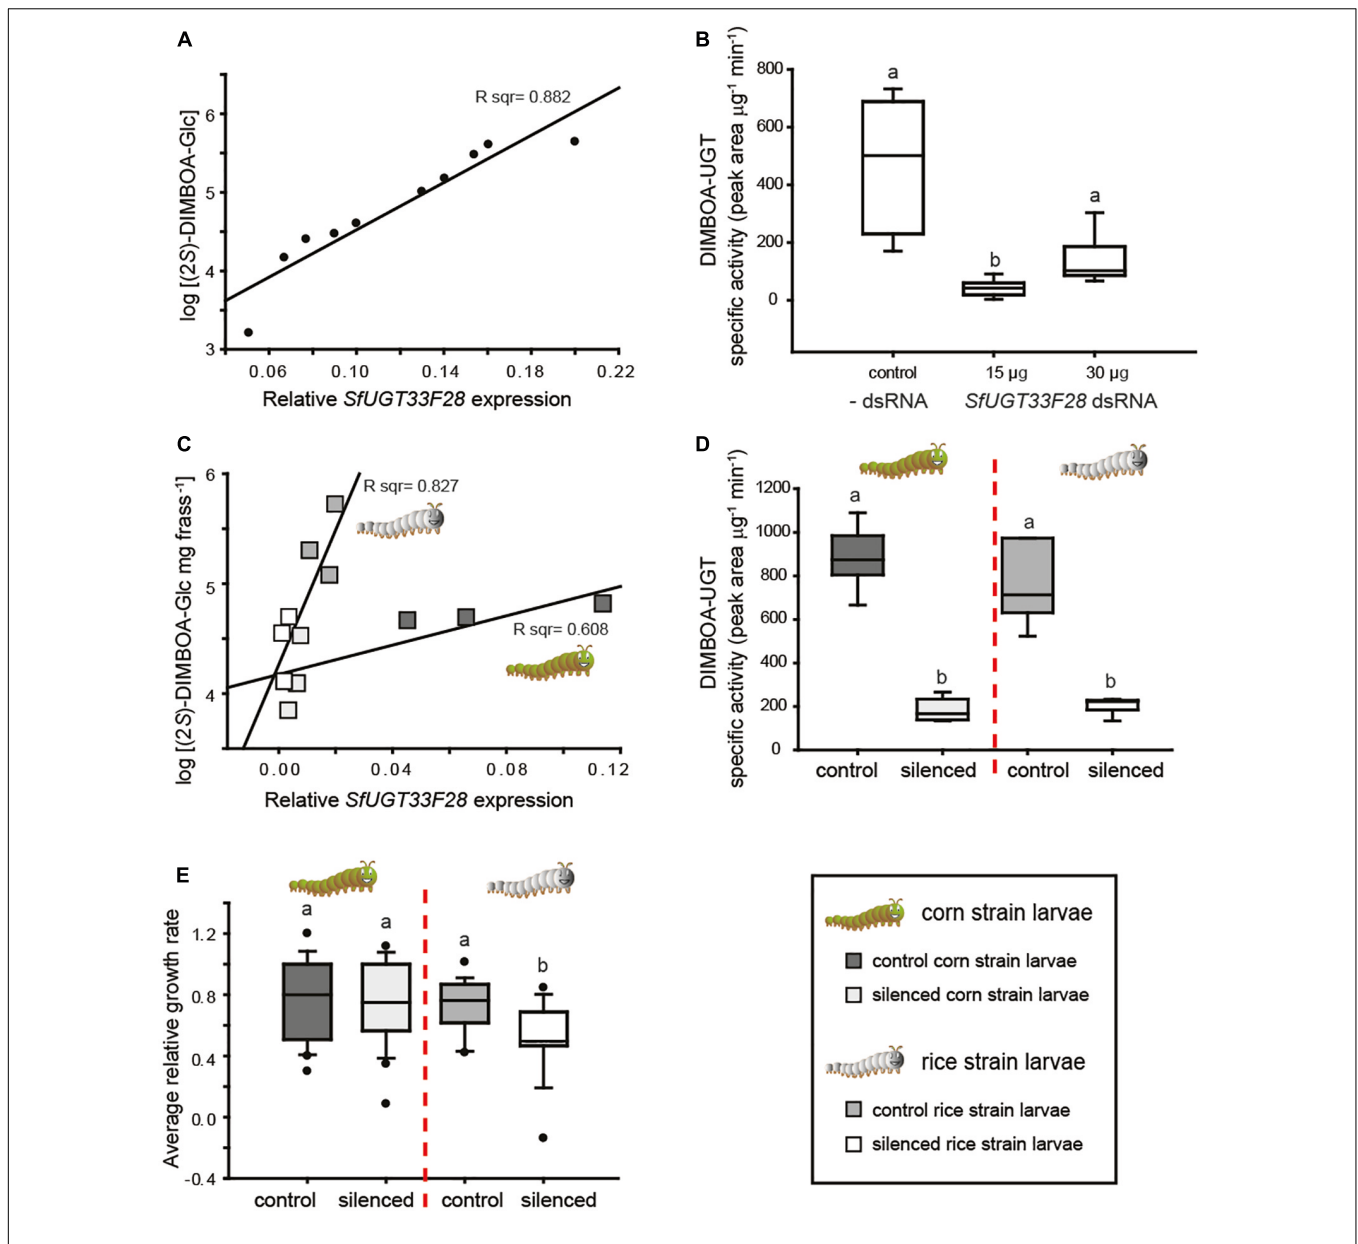 A
R sqr= 0.882
6
5
4
3
0.06 0.10 0.14 0.18 0.22
log [(2S)-DIMBOA-Glc]
Relative SfUGT33F28 expression
B
800
600
400
200
0
a
b
a
DIMBOA-UGT
specific activity (peak area µg⁻¹ min⁻¹)
control 15 µg 30 µg
- dsRNA SfUGT33F28 dsRNA
C
6
5
4
R sqr= 0.827
R sqr= 0.608
0.00 0.04 0.08 0.12
log [(2S)-DIMBOA-Glc mg frass⁻¹]
Relative SfUGT33F28 expression
D
1200
1000
800
600
400
200
0
a
b
a
b
DIMBOA-UGT
specific activity (peak area µg⁻¹ min⁻¹)
control silenced control silenced
E
1.2
0.8
0.4
0.0
-0.4
a
a
a
b
Average relative growth rate
control silenced control silenced
corn strain larvae
control corn strain larvae
silenced corn strain larvae
rice strain larvae
control rice strain larvae
silenced rice strain larvae